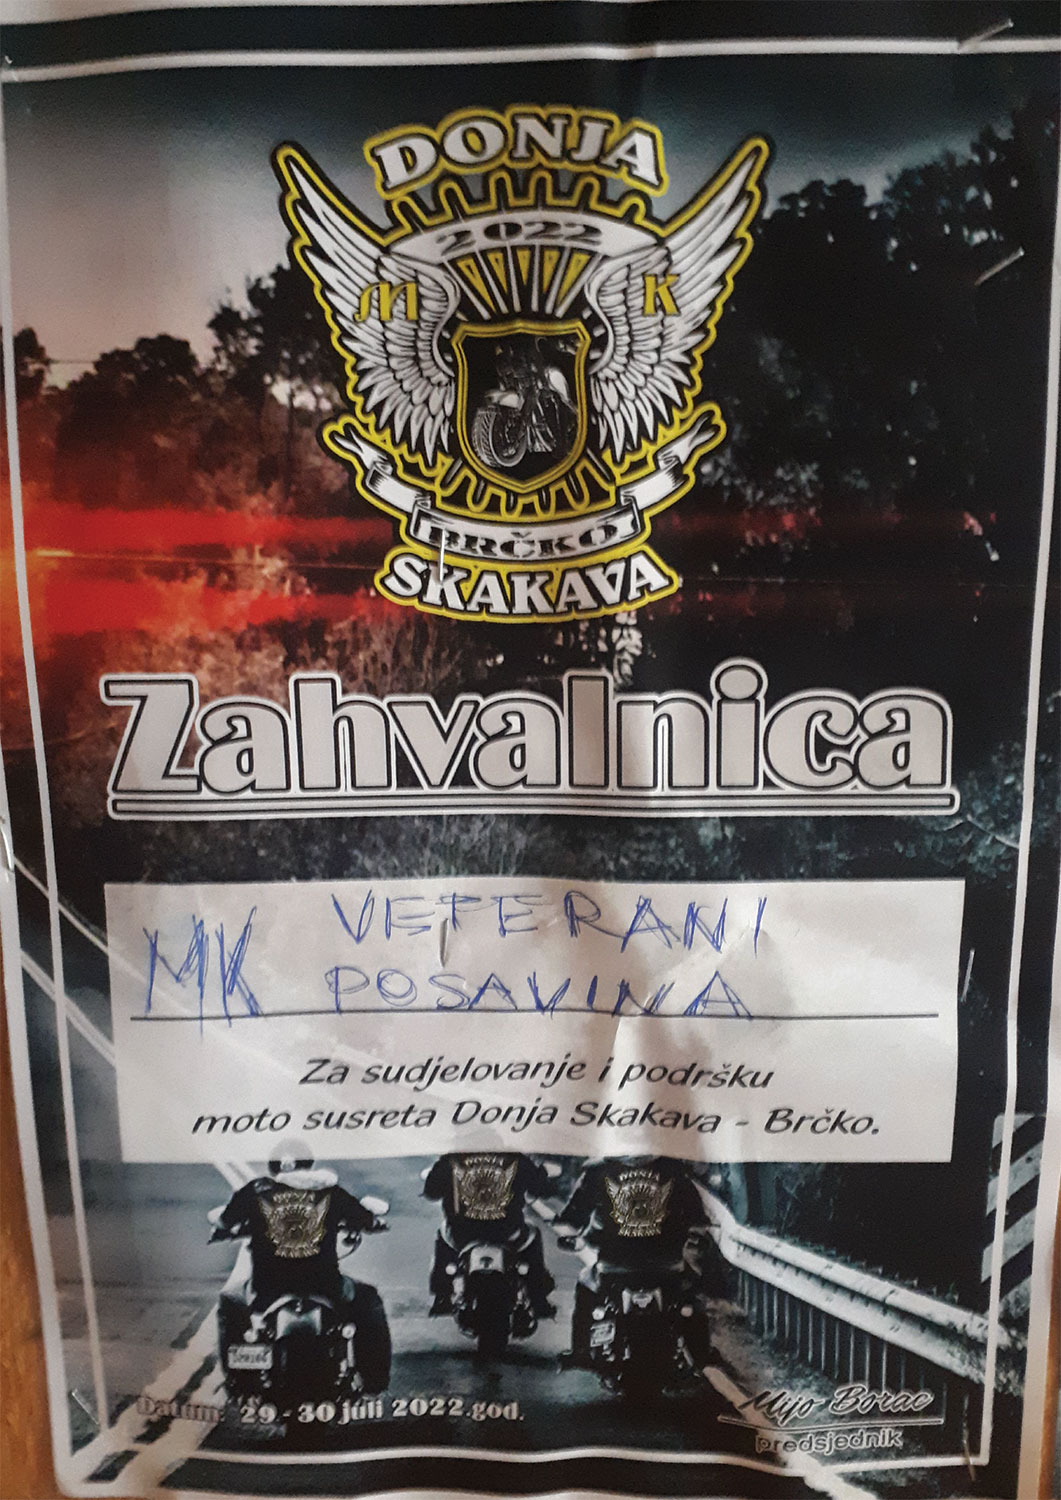 DONJA
2022
M K
BRČKO
SKAKAVA
Zahvalnica
VETERANI
MK POSAVINA
Za sudjelovanje i podršku
moto susreta Donja Skakava - Brčko.
Datum: 29 - 30 juli 2022.god.
Mijo Borac
predsjednik